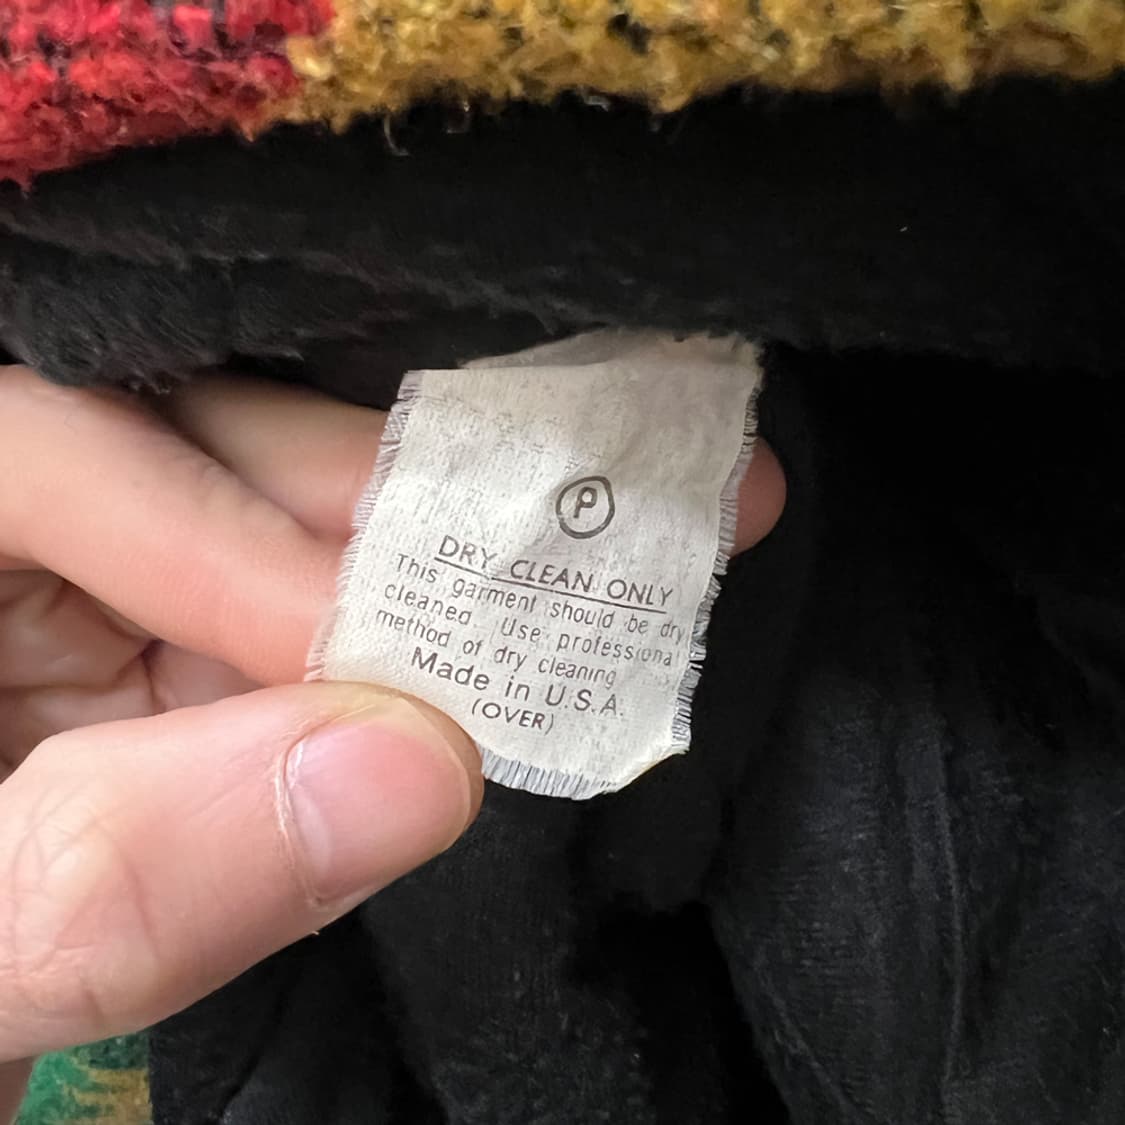 P
DRY CLEAN ONLY
This garment should be dry
cleaned. Use professional
method of dry cleaning
Made in U.S.A.
(OVER)